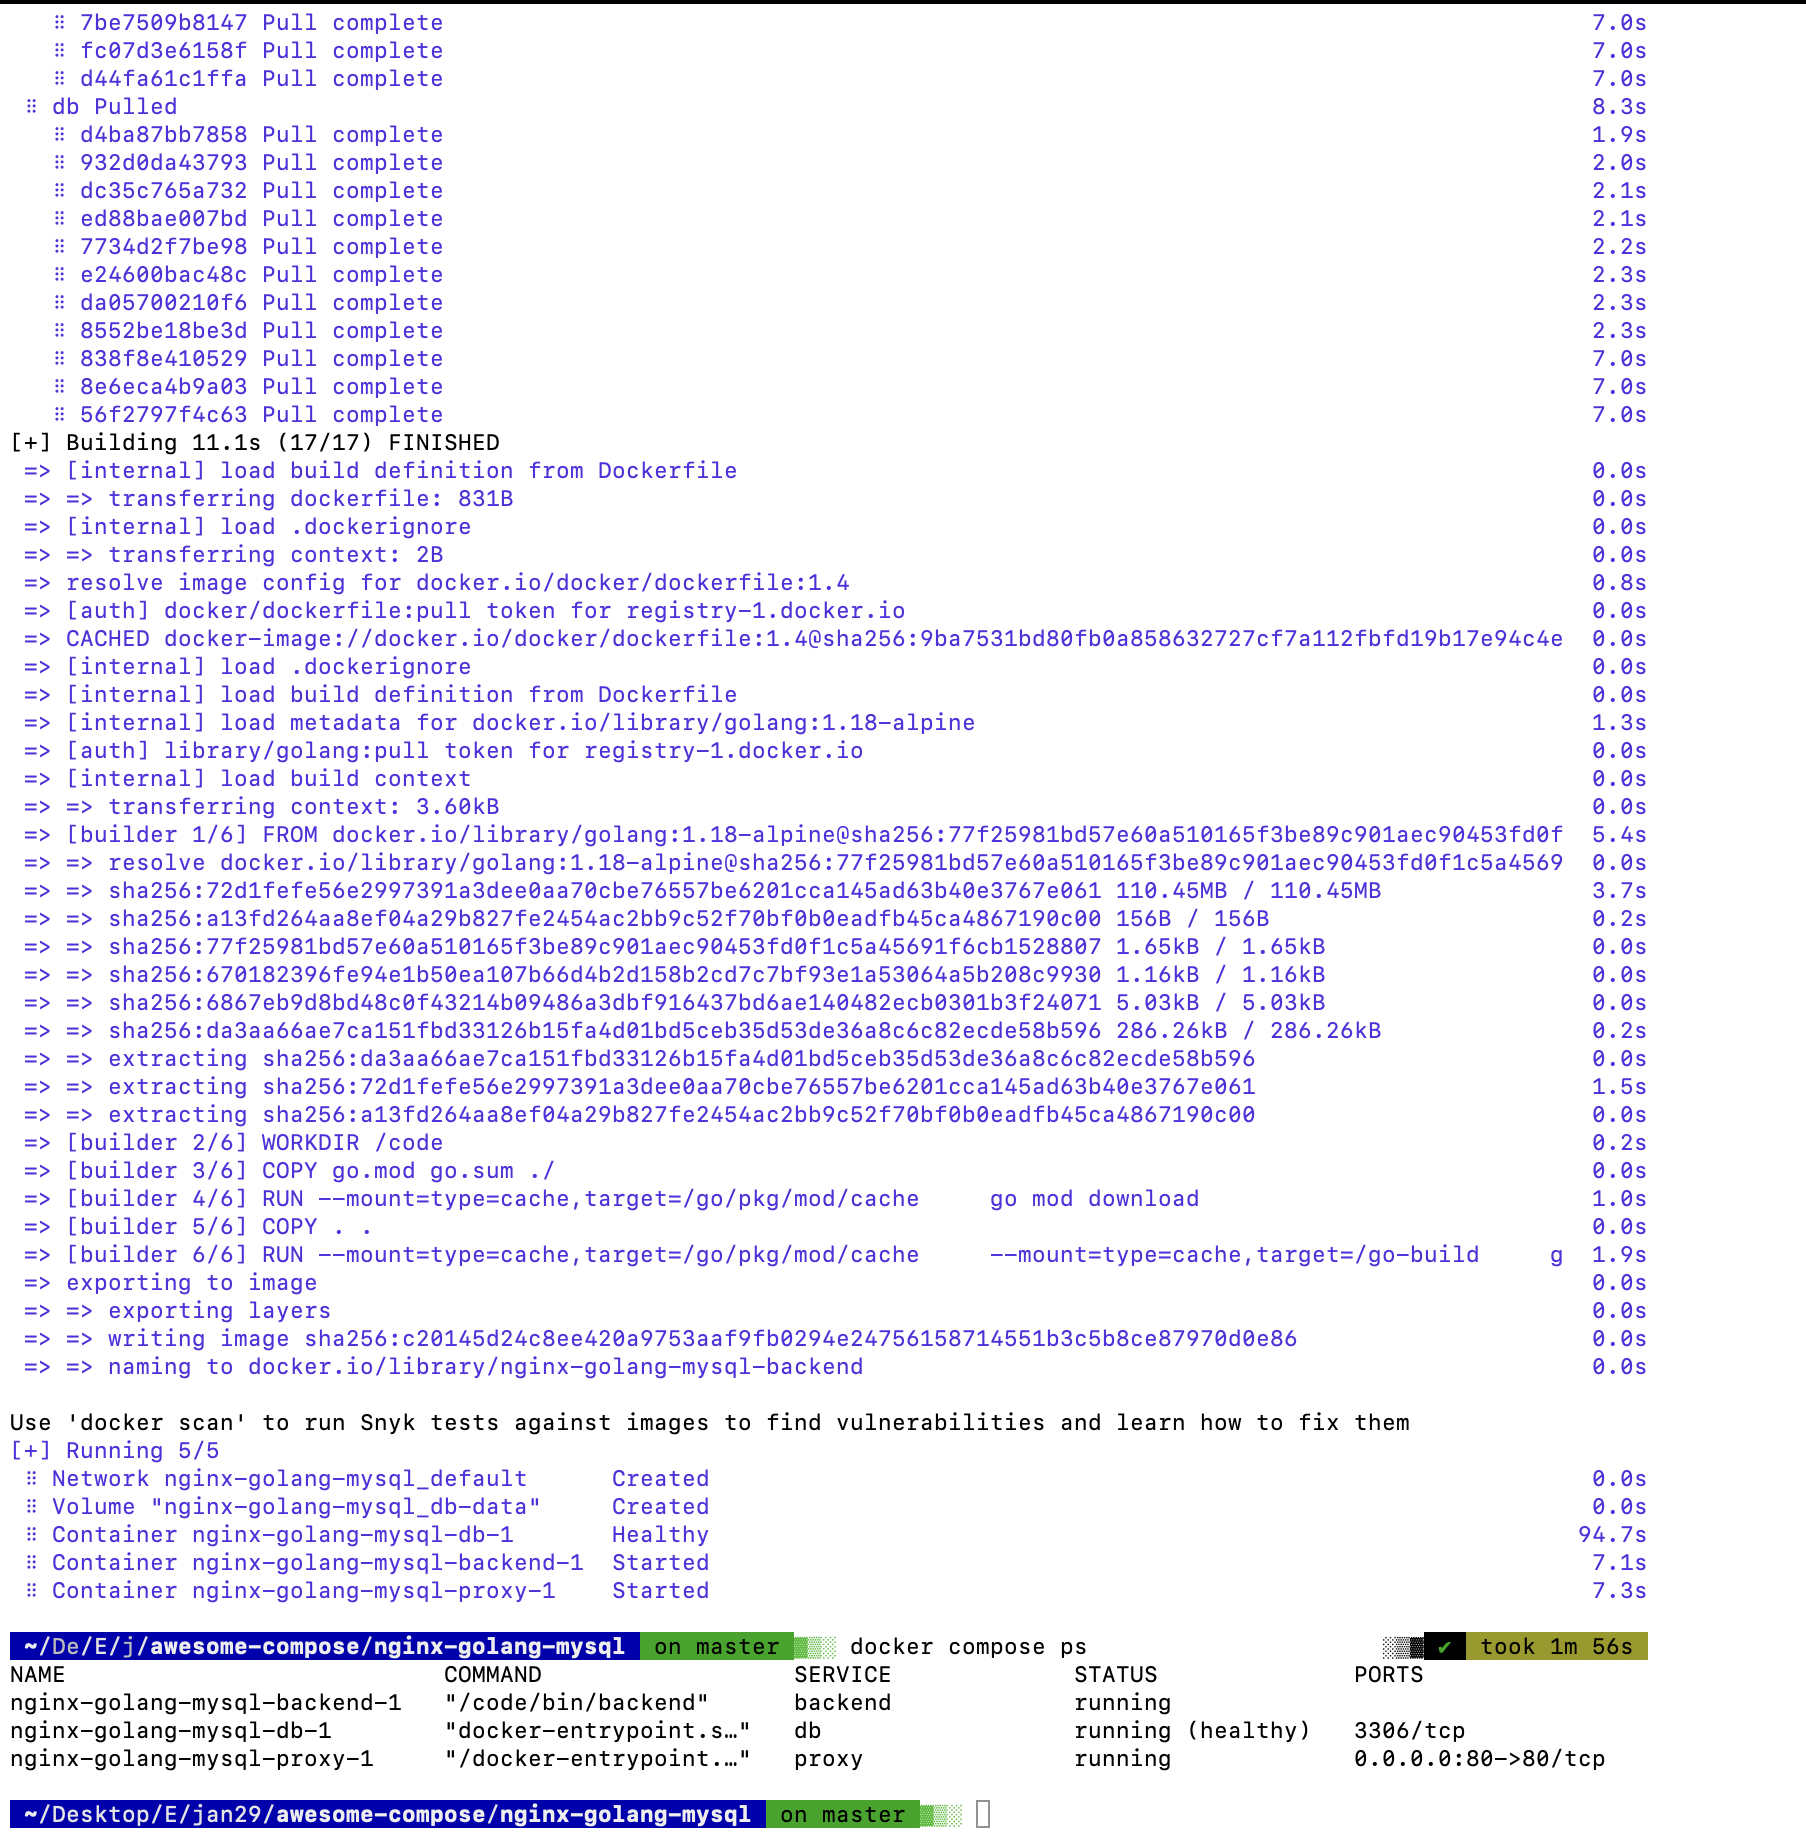 ⠿ 7be7509b8147 Pull complete 7.0s
⠿ fc07d3e6158f Pull complete 7.0s
⠿ d44fa61c1ffa Pull complete 7.0s
⠿ db Pulled 8.3s
⠿ d4ba87bb7858 Pull complete 1.9s
⠿ 932d0da43793 Pull complete 2.0s
⠿ dc35c765a732 Pull complete 2.1s
⠿ ed88bae007bd Pull complete 2.1s
⠿ 7734d2f7be98 Pull complete 2.2s
⠿ e24600bac48c Pull complete 2.3s
⠿ da05700210f6 Pull complete 2.3s
⠿ 8552be18be3d Pull complete 2.3s
⠿ 838f8e410529 Pull complete 7.0s
⠿ 8e6eca4b9a03 Pull complete 7.0s
⠿ 56f2797f4c63 Pull complete 7.0s
[+] Building 11.1s (17/17) FINISHED
=> [internal] load build definition from Dockerfile 0.0s
=> => transferring dockerfile: 831B 0.0s
=> [internal] load .dockerignore 0.0s
=> => transferring context: 2B 0.0s
=> resolve image config for docker.io/docker/dockerfile:1.4 0.8s
=> [auth] docker/dockerfile:pull token for registry-1.docker.io 0.0s
=> CACHED docker-image://docker.io/docker/dockerfile:1.4@sha256:9ba7531bd80fb0a858632727cf7a112fbfd19b17e94c4e 0.0s
=> [internal] load .dockerignore 0.0s
=> [internal] load build definition from Dockerfile 0.0s
=> [internal] load metadata for docker.io/library/golang:1.18-alpine 1.3s
=> [auth] library/golang:pull token for registry-1.docker.io 0.0s
=> [internal] load build context 0.0s
=> => transferring context: 3.60kB 0.0s
=> [builder 1/6] FROM docker.io/library/golang:1.18-alpine@sha256:77f25981bd57e60a510165f3be89c901aec90453fd0f 5.4s
=> => resolve docker.io/library/golang:1.18-alpine@sha256:77f25981bd57e60a510165f3be89c901aec90453fd0f1c5a4569 0.0s
=> => sha256:72d1fefe56e2997391a3dee0aa70cbe76557be6201cca145ad63b40e3767e061 110.45MB / 110.45MB 3.7s
=> => sha256:a13fd264aa8ef04a29b827fe2454ac2bb9c52f70bf0b0eadfb45ca4867190c00 156B / 156B 0.2s
=> => sha256:77f25981bd57e60a510165f3be89c901aec90453fd0f1c5a45691f6cb1528807 1.65kB / 1.65kB 0.0s
=> => sha256:670182396fe94e1b50ea107b66d4b2d158b2cd7c7bf93e1a53064a5b208c9930 1.16kB / 1.16kB 0.0s
=> => sha256:6867eb9d8bd48c0f43214b09486a3dbf916437bd6ae140482ecb0301b3f24071 5.03kB / 5.03kB 0.0s
=> => sha256:da3aa66ae7ca151fbd33126b15fa4d01bd5ceb35d53de36a8c6c82ecde58b596 286.26kB / 286.26kB 0.2s
=> => extracting sha256:da3aa66ae7ca151fbd33126b15fa4d01bd5ceb35d53de36a8c6c82ecde58b596 0.0s
=> => extracting sha256:72d1fefe56e2997391a3dee0aa70cbe76557be6201cca145ad63b40e3767e061 1.5s
=> => extracting sha256:a13fd264aa8ef04a29b827fe2454ac2bb9c52f70bf0b0eadfb45ca4867190c00 0.0s
=> [builder 2/6] WORKDIR /code 0.2s
=> [builder 3/6] COPY go.mod go.sum ./ 0.0s
=> [builder 4/6] RUN --mount=type=cache,target=/go/pkg/mod/cache     go mod download 1.0s
=> [builder 5/6] COPY . . 0.0s
=> [builder 6/6] RUN --mount=type=cache,target=/go/pkg/mod/cache     --mount=type=cache,target=/go-build     g 1.9s
=> exporting to image 0.0s
=> => exporting layers 0.0s
=> => writing image sha256:c20145d24c8ee420a9753aaf9fb0294e24756158714551b3c5b8ce87970d0e86 0.0s
=> => naming to docker.io/library/nginx-golang-mysql-backend 0.0s
Use 'docker scan' to run Snyk tests against images to find vulnerabilities and learn how to fix them
[+] Running 5/5
⠿ Network nginx-golang-mysql_default Created 0.0s
⠿ Volume "nginx-golang-mysql_db-data" Created 0.0s
⠿ Container nginx-golang-mysql-db-1 Healthy 94.7s
⠿ Container nginx-golang-mysql-backend-1 Started 7.1s
⠿ Container nginx-golang-mysql-proxy-1 Started 7.3s
~/De/E/j/awesome-compose/nginx-golang-mysql on master ▓▒░ docker compose ps ░▒▓ ✔ took 1m 56s
NAME COMMAND SERVICE STATUS PORTS
nginx-golang-mysql-backend-1 "/code/bin/backend" backend running
nginx-golang-mysql-db-1 "docker-entrypoint.s…" db running (healthy) 3306/tcp
nginx-golang-mysql-proxy-1 "/docker-entrypoint.…" proxy running 0.0.0.0:80->80/tcp
~/Desktop/E/jan29/awesome-compose/nginx-golang-mysql on master ▓▒░